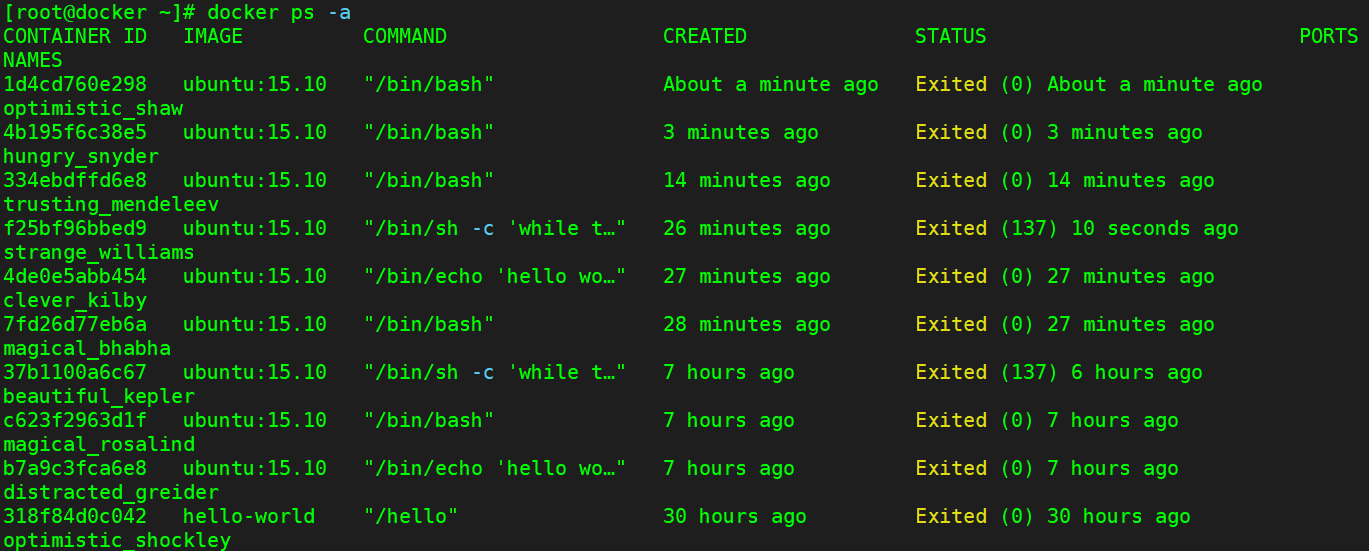 [root@docker ~]# docker ps -a
CONTAINER ID   IMAGE          COMMAND                  CREATED              STATUS                          PORTS
NAMES
1d4cd760e298   ubuntu:15.10   "/bin/bash"              About a minute ago   Exited (0) About a minute ago
optimistic_shaw
4b195f6c38e5   ubuntu:15.10   "/bin/bash"              3 minutes ago        Exited (0) 3 minutes ago
hungry_snyder
334ebdffd6e8   ubuntu:15.10   "/bin/bash"              14 minutes ago       Exited (0) 14 minutes ago
trusting_mendeleev
f25bf96bbed9   ubuntu:15.10   "/bin/sh -c 'while t…"   26 minutes ago       Exited (137) 10 seconds ago
strange_williams
4de0e5abb454   ubuntu:15.10   "/bin/echo 'hello wo…"   27 minutes ago       Exited (0) 27 minutes ago
clever_kilby
7fd26d77eb6a   ubuntu:15.10   "/bin/bash"              28 minutes ago       Exited (0) 27 minutes ago
magical_bhabha
37b1100a6c67   ubuntu:15.10   "/bin/sh -c 'while t…"   7 hours ago          Exited (137) 6 hours ago
beautiful_kepler
c623f2963d1f   ubuntu:15.10   "/bin/bash"              7 hours ago          Exited (0) 7 hours ago
magical_rosalind
b7a9c3fca6e8   ubuntu:15.10   "/bin/echo 'hello wo…"   7 hours ago          Exited (0) 7 hours ago
distracted_greider
318f84d0c042   hello-world    "/hello"                 30 hours ago         Exited (0) 30 hours ago
optimistic_shockley